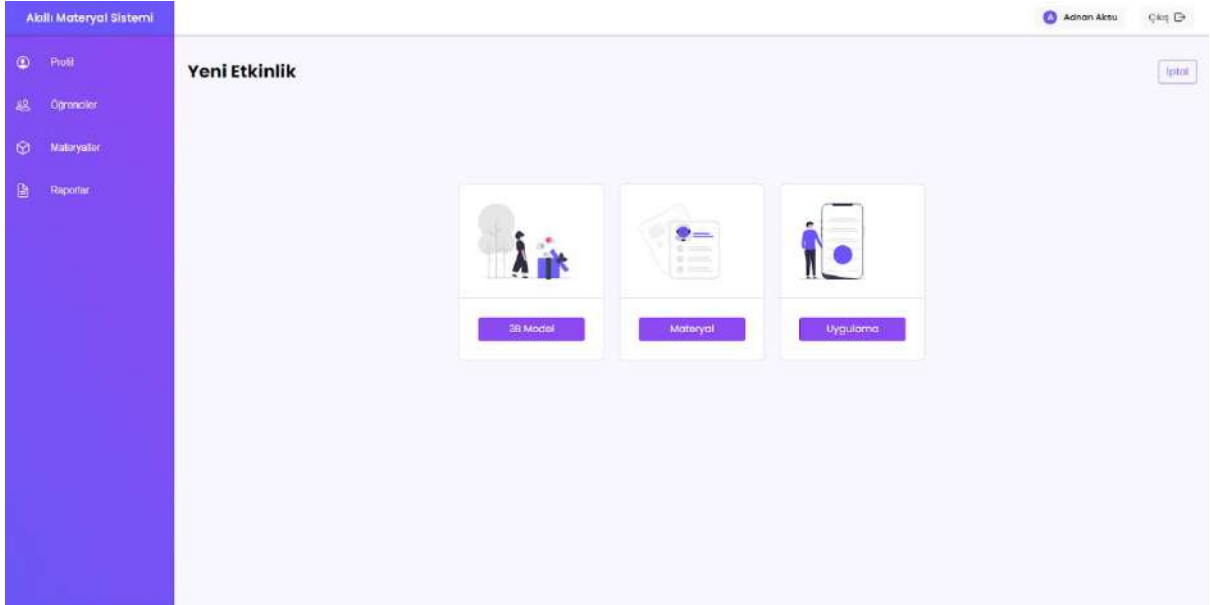 Akıllı Materyal Sistemi
A Adnan Aksu
Çıkış
Profil
Öğrenciler
Materyaller
Raporlar
Yeni Etkinlik
İptal
3B Model
Materyal
Uygulama